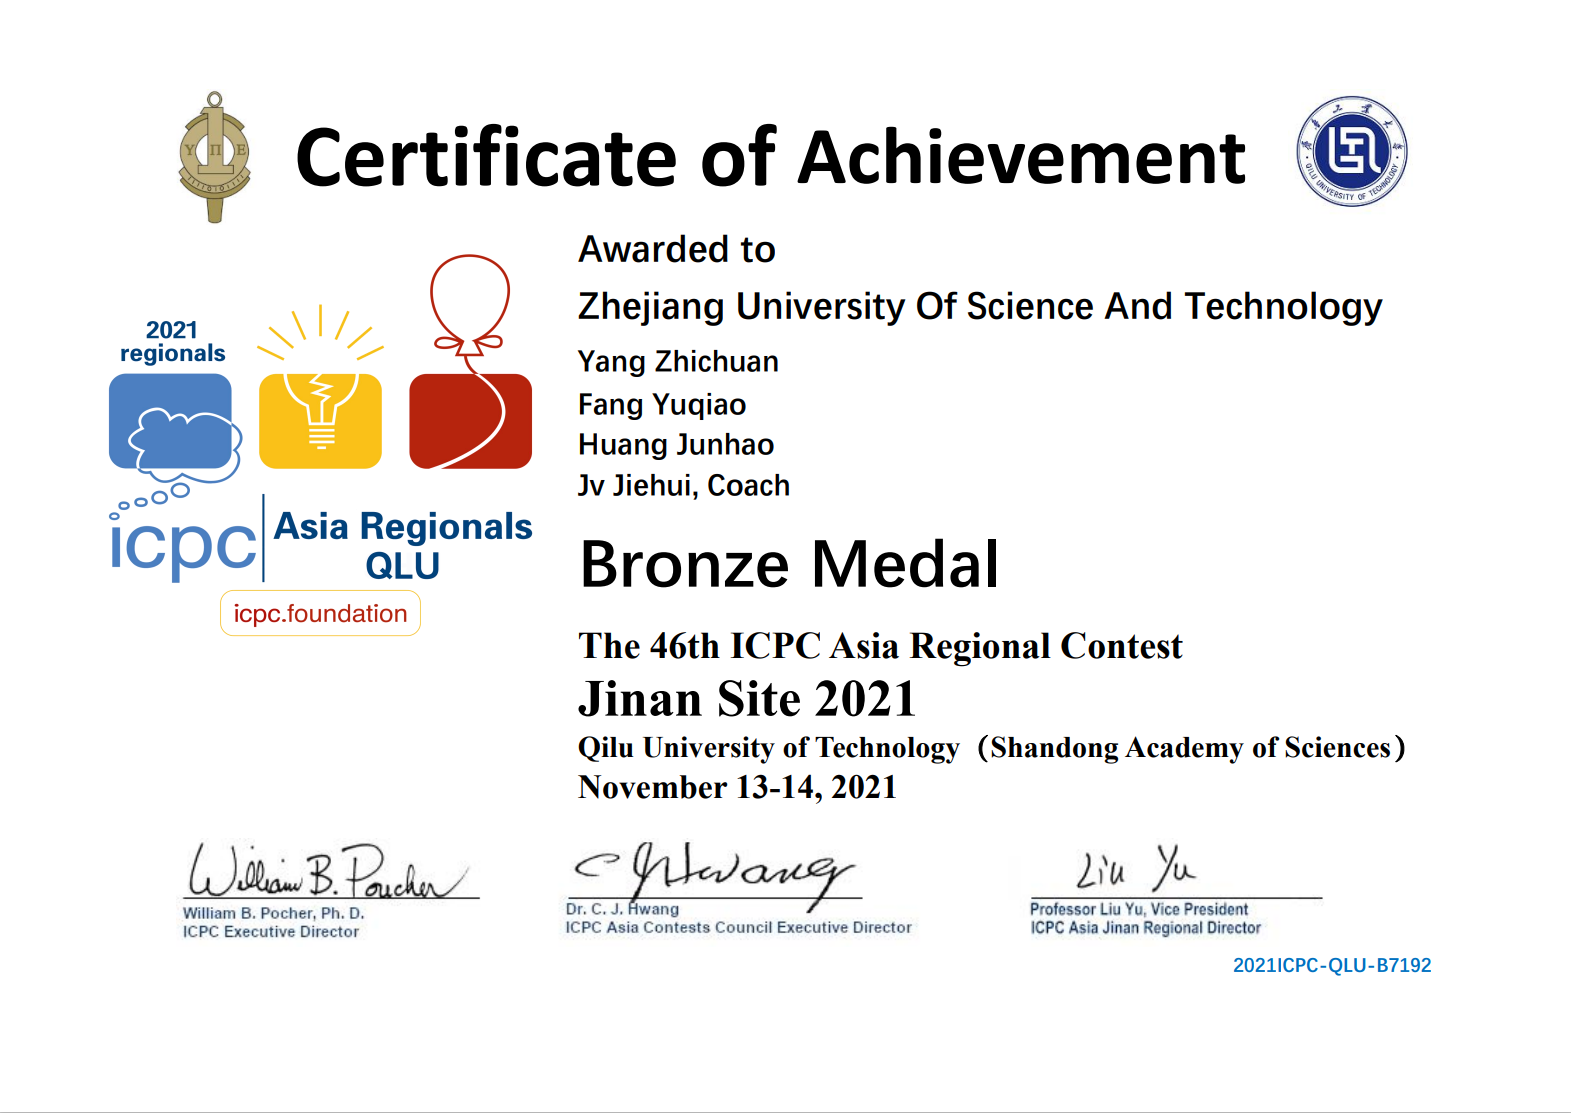 Certificate of Achievement
Υ Π Ε
QILU UNIVERSITY OF TECHNOLOGY
Awarded to
Zhejiang University Of Science And Technology
Yang Zhichuan
Fang Yuqiao
Huang Junhao
Jv Jiehui, Coach
2021
regionals
icpc
Asia Regionals
QLU
icpc.foundation
Bronze Medal
The 46th ICPC Asia Regional Contest
Jinan Site 2021
Qilu University of Technology（Shandong Academy of Sciences）
November 13-14, 2021
William B. Poucher
William B. Pocher, Ph. D.
ICPC Executive Director
C J Hwang
Dr. C. J. Hwang
ICPC Asia Contests Council Executive Director
Liu Yu
Professor Liu Yu, Vice President
ICPC Asia Jinan Regional Director
2021ICPC-QLU-B7192